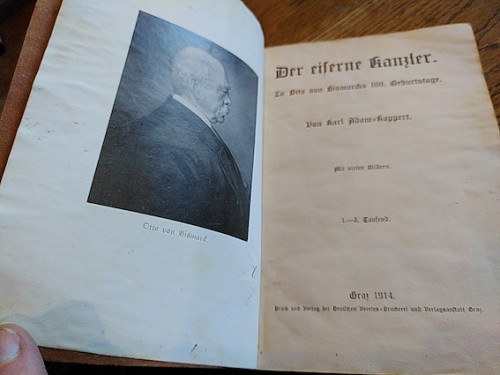 Otto von Bismarck.
Der eiserne Kanzler.
Zu Otto von Bismarcks 100. Geburtstage.
Von Karl Adam-Kappert.
Mit vielen Bildern.
1.–5. Tausend.
Graz 1914.
Druck und Verlag der Deutschen Vereins-Druckerei und Verlagsanstalt Graz.